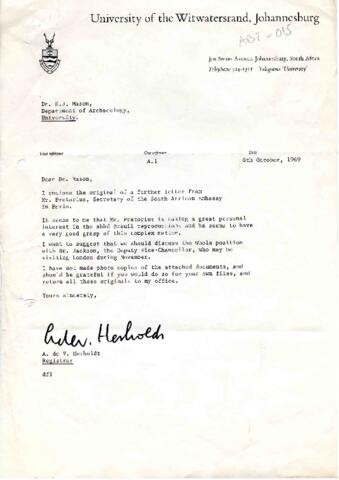 University of the Witwatersrand, Johannesburg
ABI - 015
Jan Smuts Avenue, Johannesburg, South Africa
Telephone 724-1311 Telegrams 'University'
Dr. R.J. Mason,
Department of Archaeology,
University.
Your reference Our reference Date
A.1 8th October, 1969
Dear Dr. Mason,
I enclose the original of a further letter from
Mr. Pretorius, Secretary of the South African Embassy
in Paris.
It seems to me that Mr. Pretorius is taking a great personal
interest in the Abbé Breuil reproductions and he seems to have
a very good grasp of this complex matter.
I want to suggest that we should discuss the whole position
with Mr. Jackson, the Deputy Vice-Chancellor, who may be
visiting London during November.
I have not made photo copies of the attached documents, and
should be grateful if you would do so for your own files, and
return all these originals to my office.
Yours sincerely,
A. de V. Herholdt
Registrar